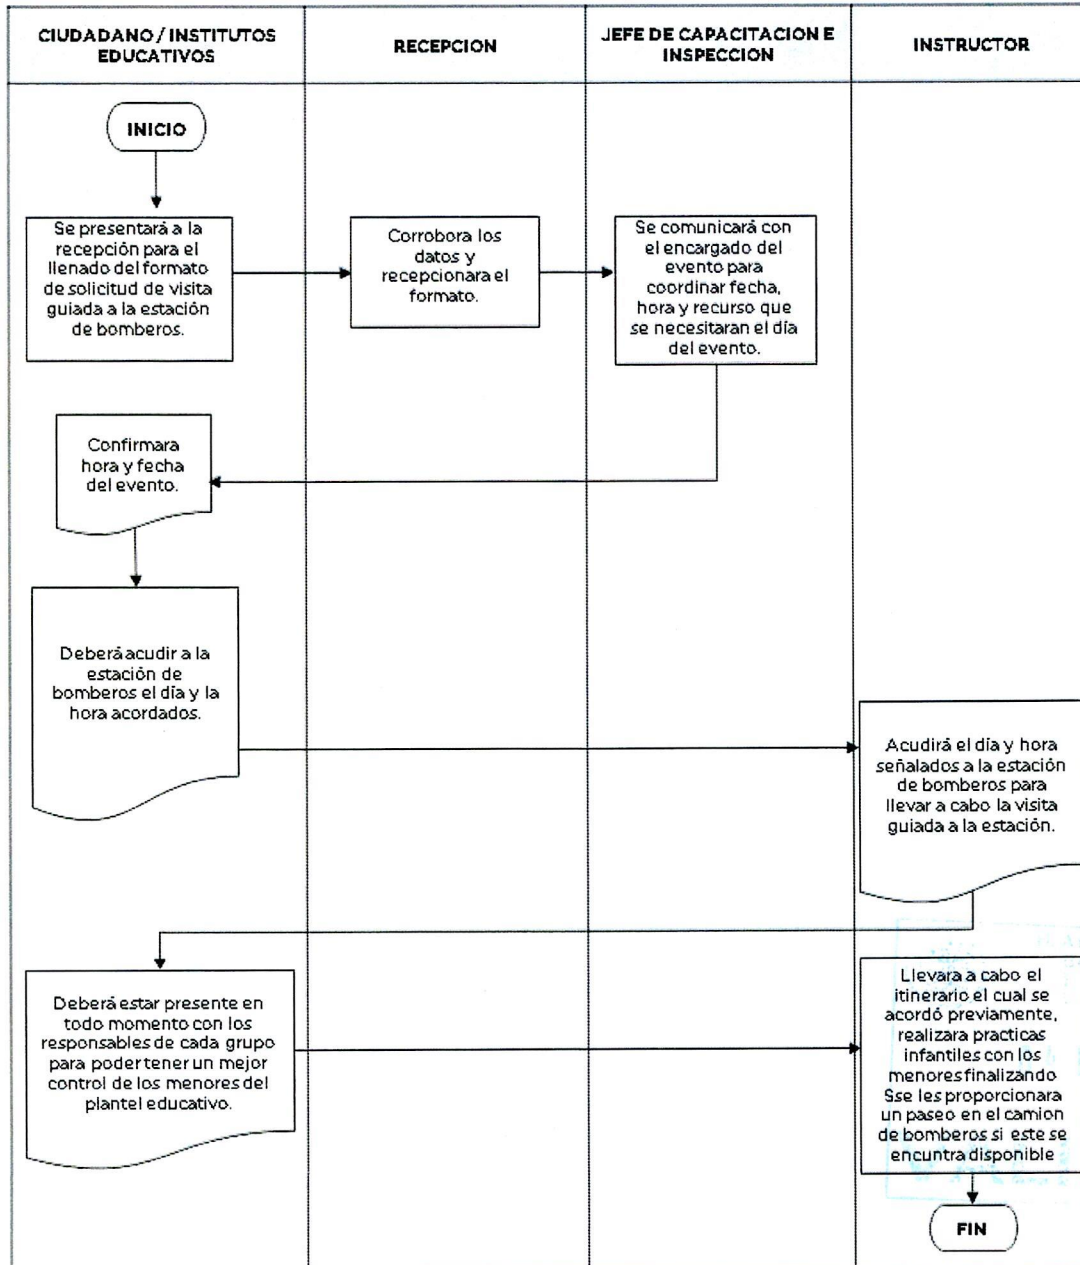 CIUDADANO / INSTITUTOS
EDUCATIVOS
RECEPCION
JEFE DE CAPACITACION E
INSPECCION
INSTRUCTOR
INICIO
Se presentará a la
recepción para el
llenado del formato
de solicitud de visita
guiada a la estación
de bomberos.
Corrobora los
datos y
recepcionara el
formato.
Se comunicará con
el encargado del
evento para
coordinar fecha,
hora y recurso que
se necesitaran el día
del evento.
Confirmara
hora y fecha
del evento.
Deberá acudir a la
estación de
bomberos el día y la
hora acordados.
Acudirá el día y hora
señalados a la estación
de bomberos para
llevar a cabo la visita
guiada a la estación.
Deberá estar presente en
todo momento con los
responsables de cada grupo
para poder tener un mejor
control de los menores del
plantel educativo.
Llevara a cabo el
itinerario el cual se
acordó previamente,
realizara practicas
infantiles con los
menores finalizando
Sse les proporcionara
un paseo en el camion
de bomberos si este se
encuntra disponible
FIN